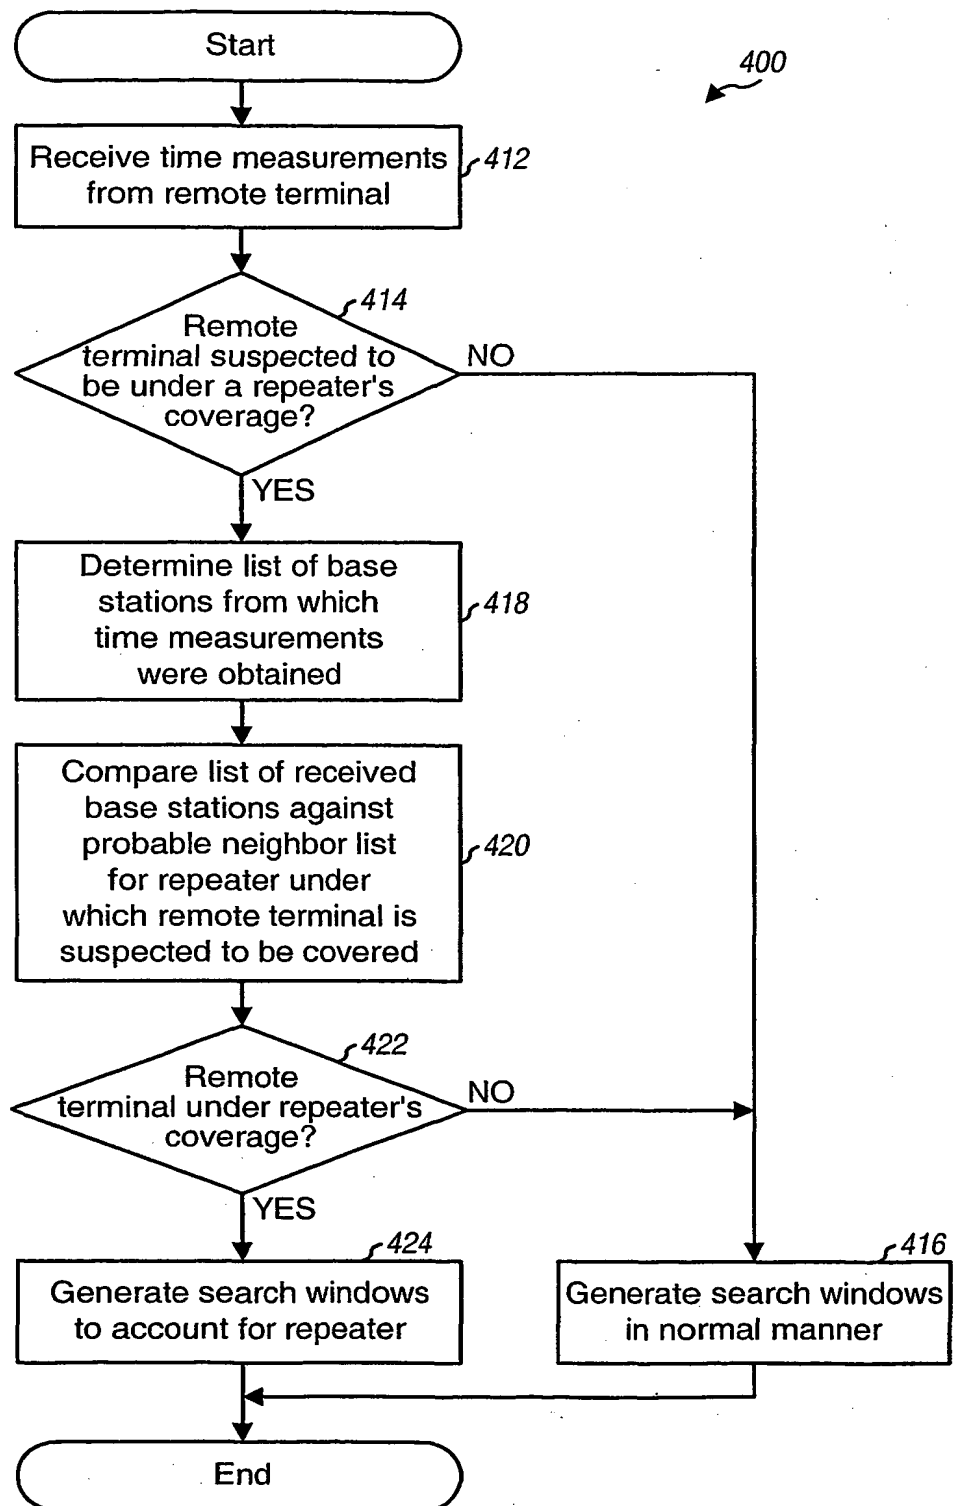 Start
400
Receive time measurements
from remote terminal
412
414
Remote
terminal suspected to
be under a repeater's
coverage?
NO
YES
Determine list of base
stations from which
time measurements
were obtained
418
Compare list of received
base stations against
probable neighbor list
for repeater under
which remote terminal is
suspected to be covered
420
422
Remote
terminal under repeater's
coverage?
NO
YES
424
Generate search windows
to account for repeater
416
Generate search windows
in normal manner
End